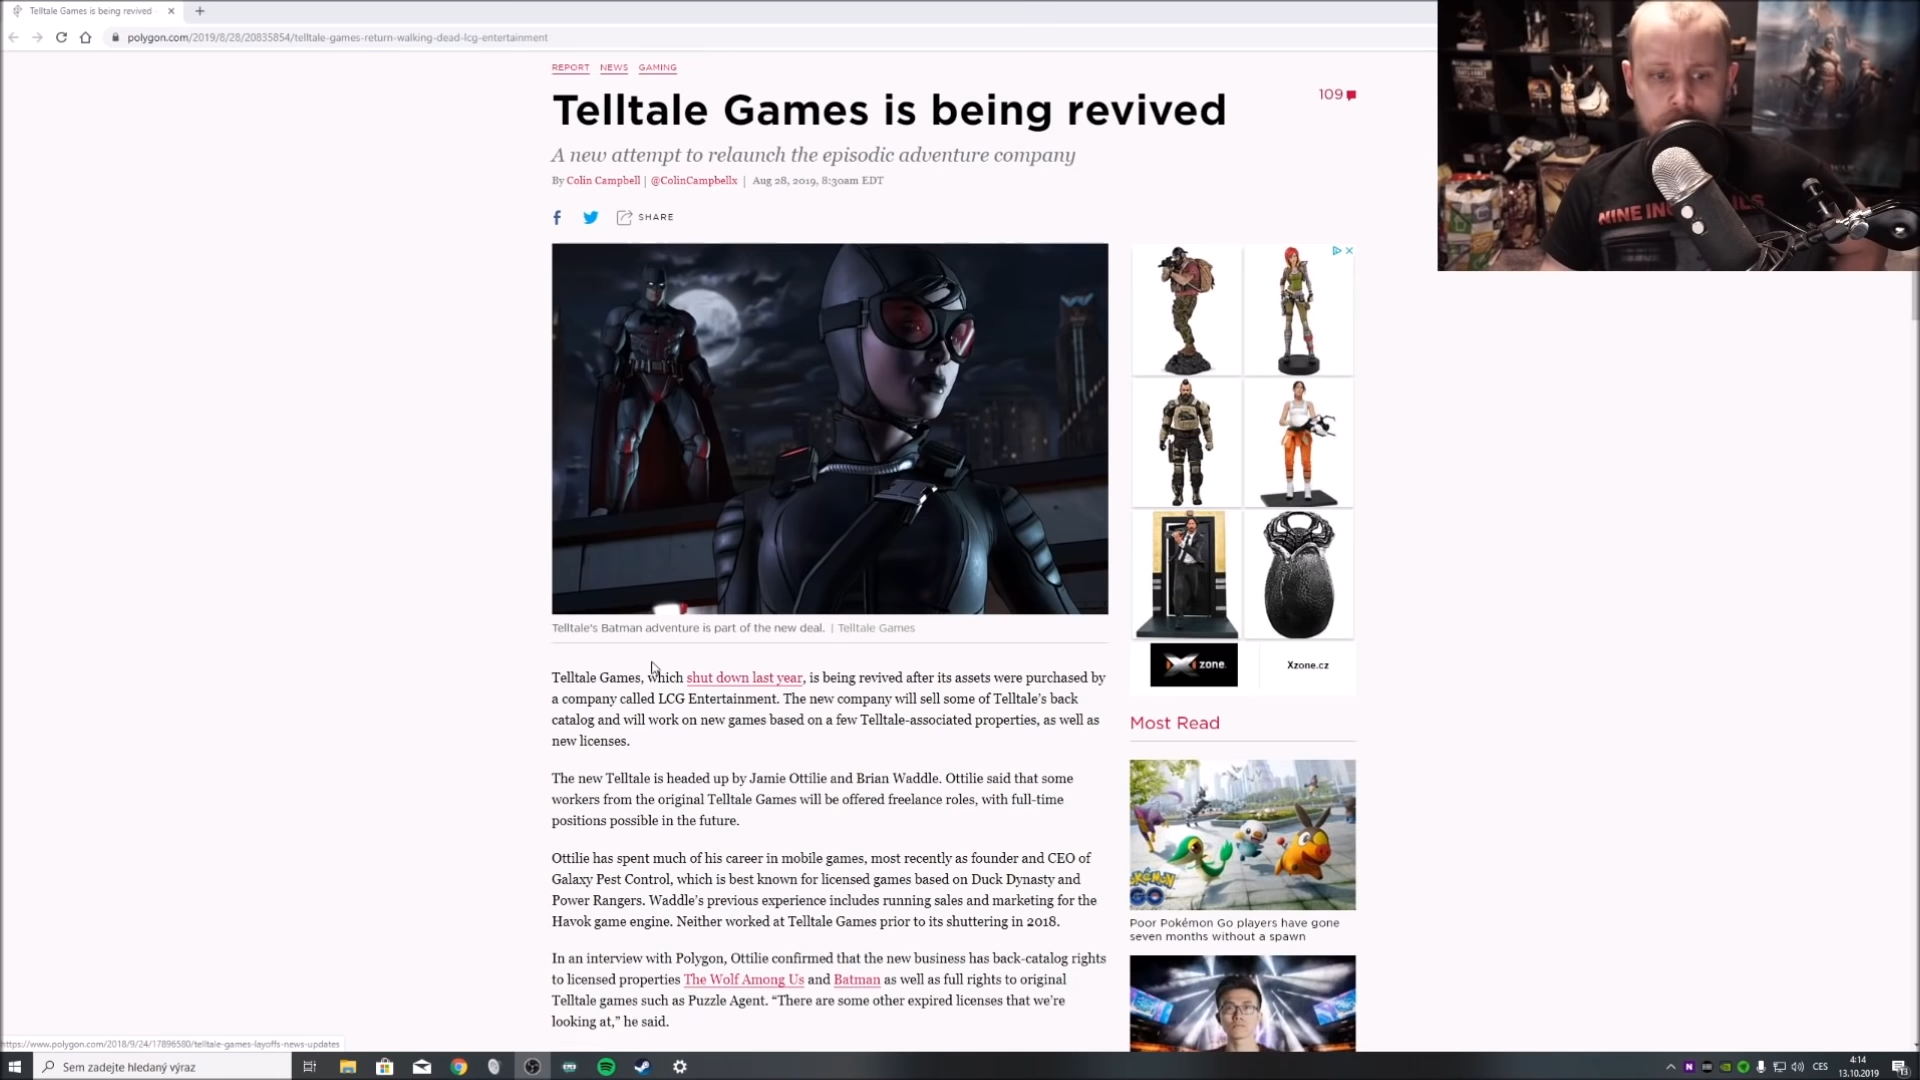 Telltale Games is being revived
polygon.com/2019/8/28/20835854/telltale-games-return-walking-dead-lcg-entertainment
REPORT NEWS GAMING
Telltale Games is being revived
109
A new attempt to relaunch the episodic adventure company
By Colin Campbell | @ColinCampbellx | Aug 28, 2019, 8:30am EDT
SHARE
NINE INCH NAILS
Telltale's Batman adventure is part of the new deal. | Telltale Games
zone Xzone.cz
Telltale Games, which shut down last year, is being revived after its assets were purchased by
a company called LCG Entertainment. The new company will sell some of Telltale's back
catalog and will work on new games based on a few Telltale-associated properties, as well as
new licenses.
Most Read
The new Telltale is headed up by Jamie Ottilie and Brian Waddle. Ottilie said that some
workers from the original Telltale Games will be offered freelance roles, with full-time
positions possible in the future.
Ottilie has spent much of his career in mobile games, most recently as founder and CEO of
Galaxy Pest Control, which is best known for licensed games based on Duck Dynasty and
Power Rangers. Waddle's previous experience includes running sales and marketing for the
Havok game engine. Neither worked at Telltale Games prior to its shuttering in 2018.
POKÉMON
GO
Poor Pokémon Go players have gone
seven months without a spawn
In an interview with Polygon, Ottilie confirmed that the new business has back-catalog rights
to licensed properties The Wolf Among Us and Batman as well as full rights to original
Telltale games such as Puzzle Agent. “There are some other expired licenses that we're
looking at,” he said.
https://www.polygon.com/2018/9/24/17896580/telltale-games-layoffs-news-updates
Sem zadejte hledaný výraz
CES
4:14
13.10.2019
13